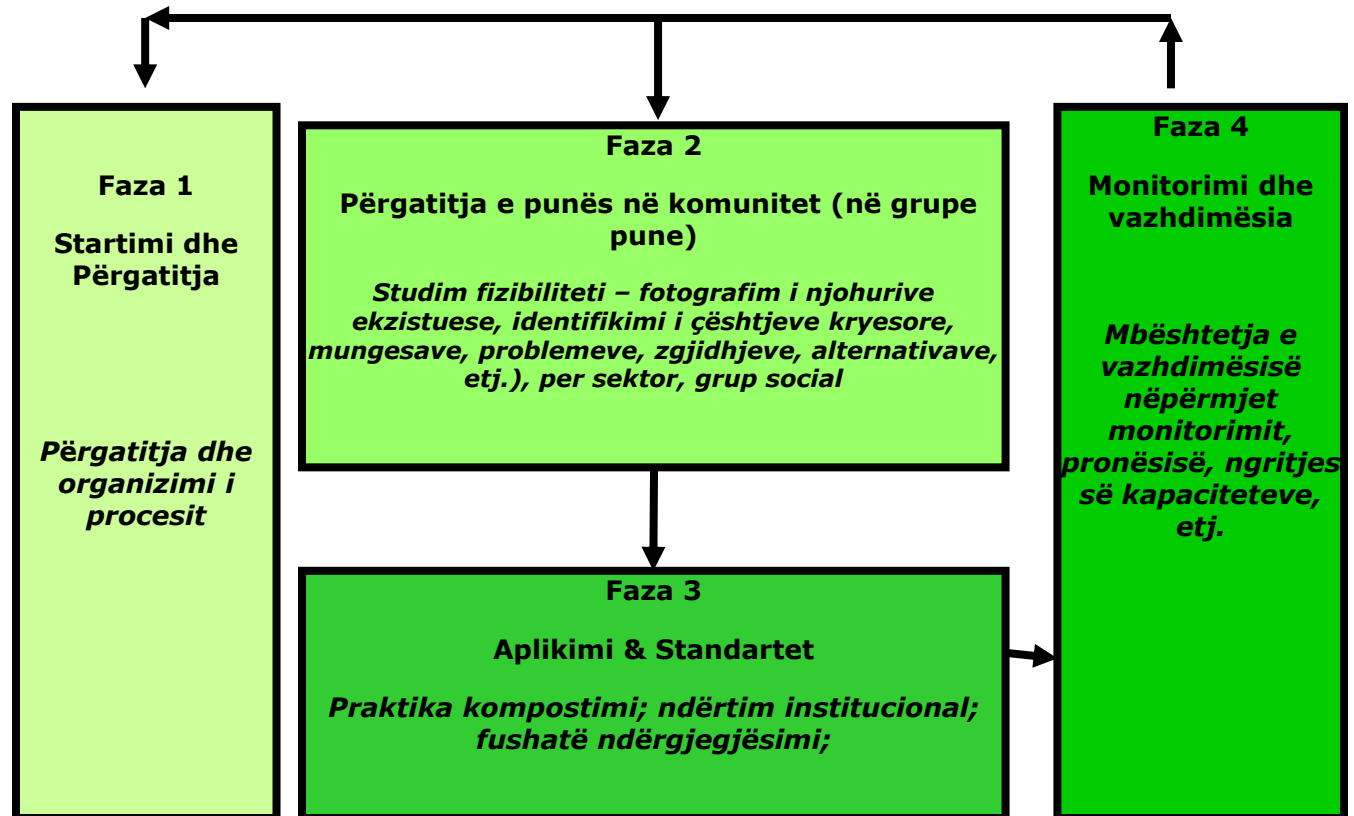 Faza 1
Startimi dhe
Përgatitja
Përgatitja dhe
organizimi i
procesit
Faza 2
Përgatitja e punës në komunitet (në grupe
pune)
Studim fizibiliteti – fotografim i njohurive
ekzistuese, identifikimi i çështjeve kryesore,
mungesave, problemeve, zgjidhjeve, alternativave,
etj.), per sektor, grup social
Faza 3
Aplikimi & Standartet
Praktika kompostimi; ndërtim institucional;
fushatë ndërgjegjësimi;
Faza 4
Monitorimi dhe
vazhdimësia
Mbështetja e
vazhdimësisë
nëpërmjet
monitorimit,
pronësisë, ngritjes
së kapaciteteve,
etj.